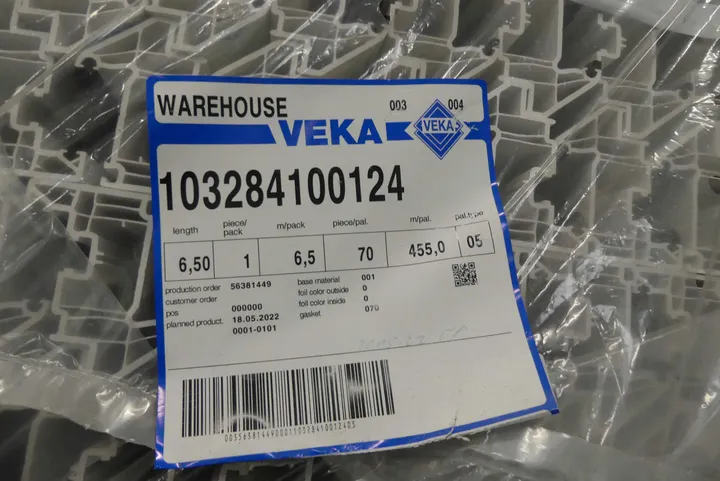 WAREHOUSE 003 004
VEKA VEKA
103284100124
length piece/pack m/pack piece/pal. m/pal. pal.type
6,50 1 6,5 70 455,0 05
production order 56381449 base material 001
customer order foil color outside 0
pos 000000 foil color inside 0
planned product. 18.05.2022 gasket 070
0001-0101